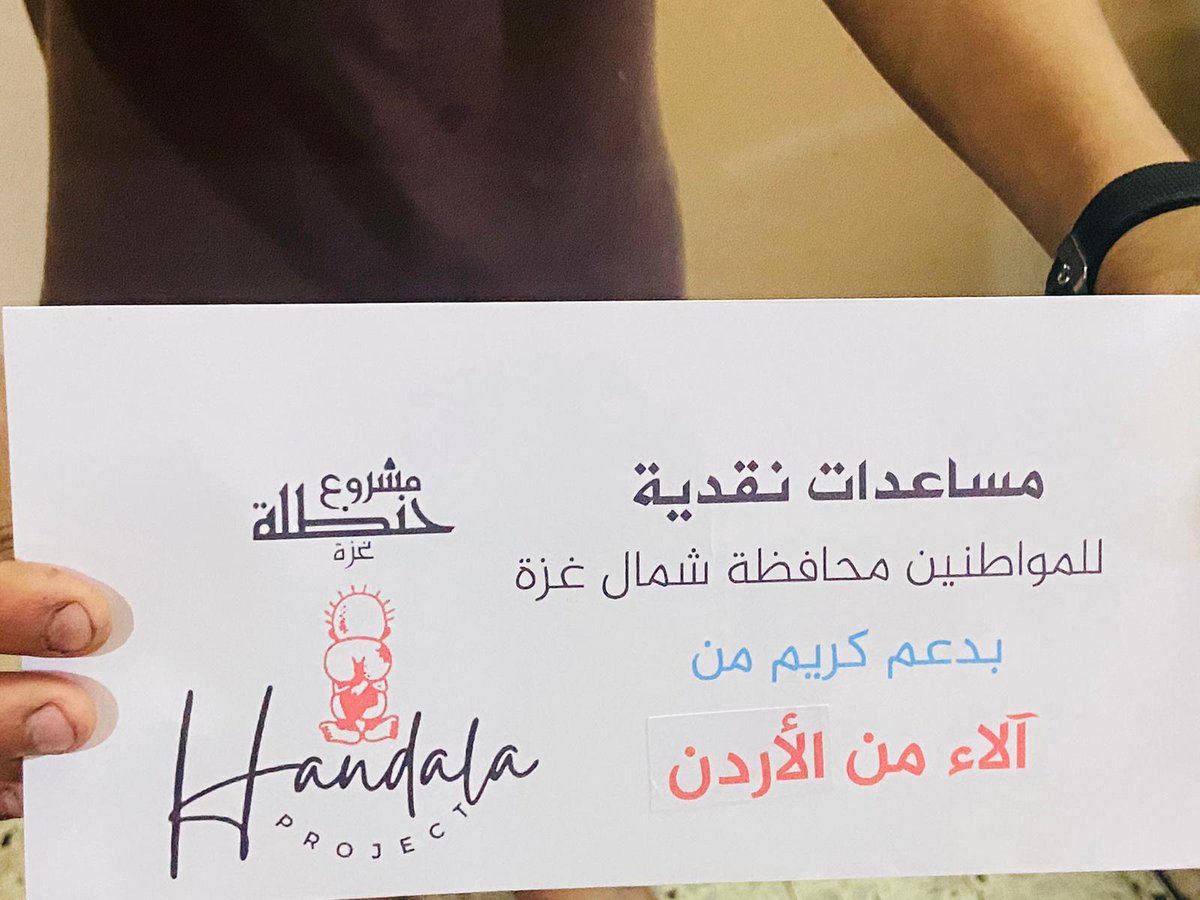 مساعدات نقدية
للمواطنين محافظة شمال غزة
بدعم كريم من
آلاء من الأردن
مشروع
حنظلة
غزة
Handala
PROJECT